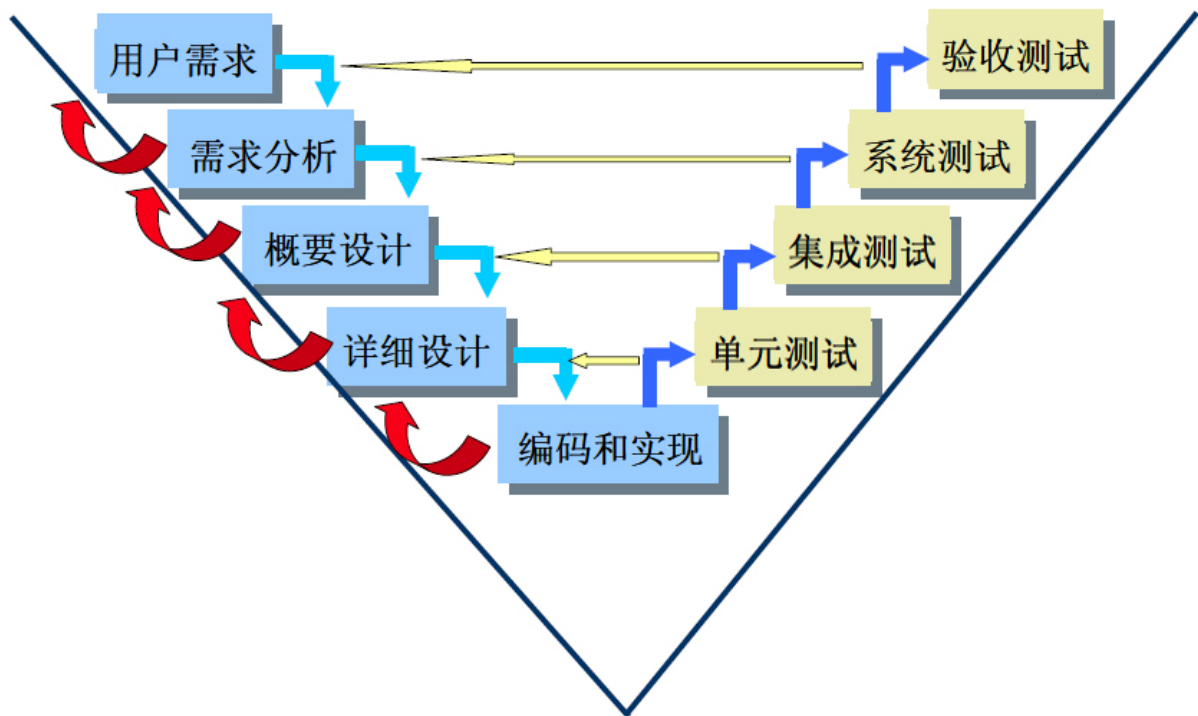 用户需求
验收测试
需求分析
系统测试
概要设计
集成测试
详细设计
单元测试
编码和实现